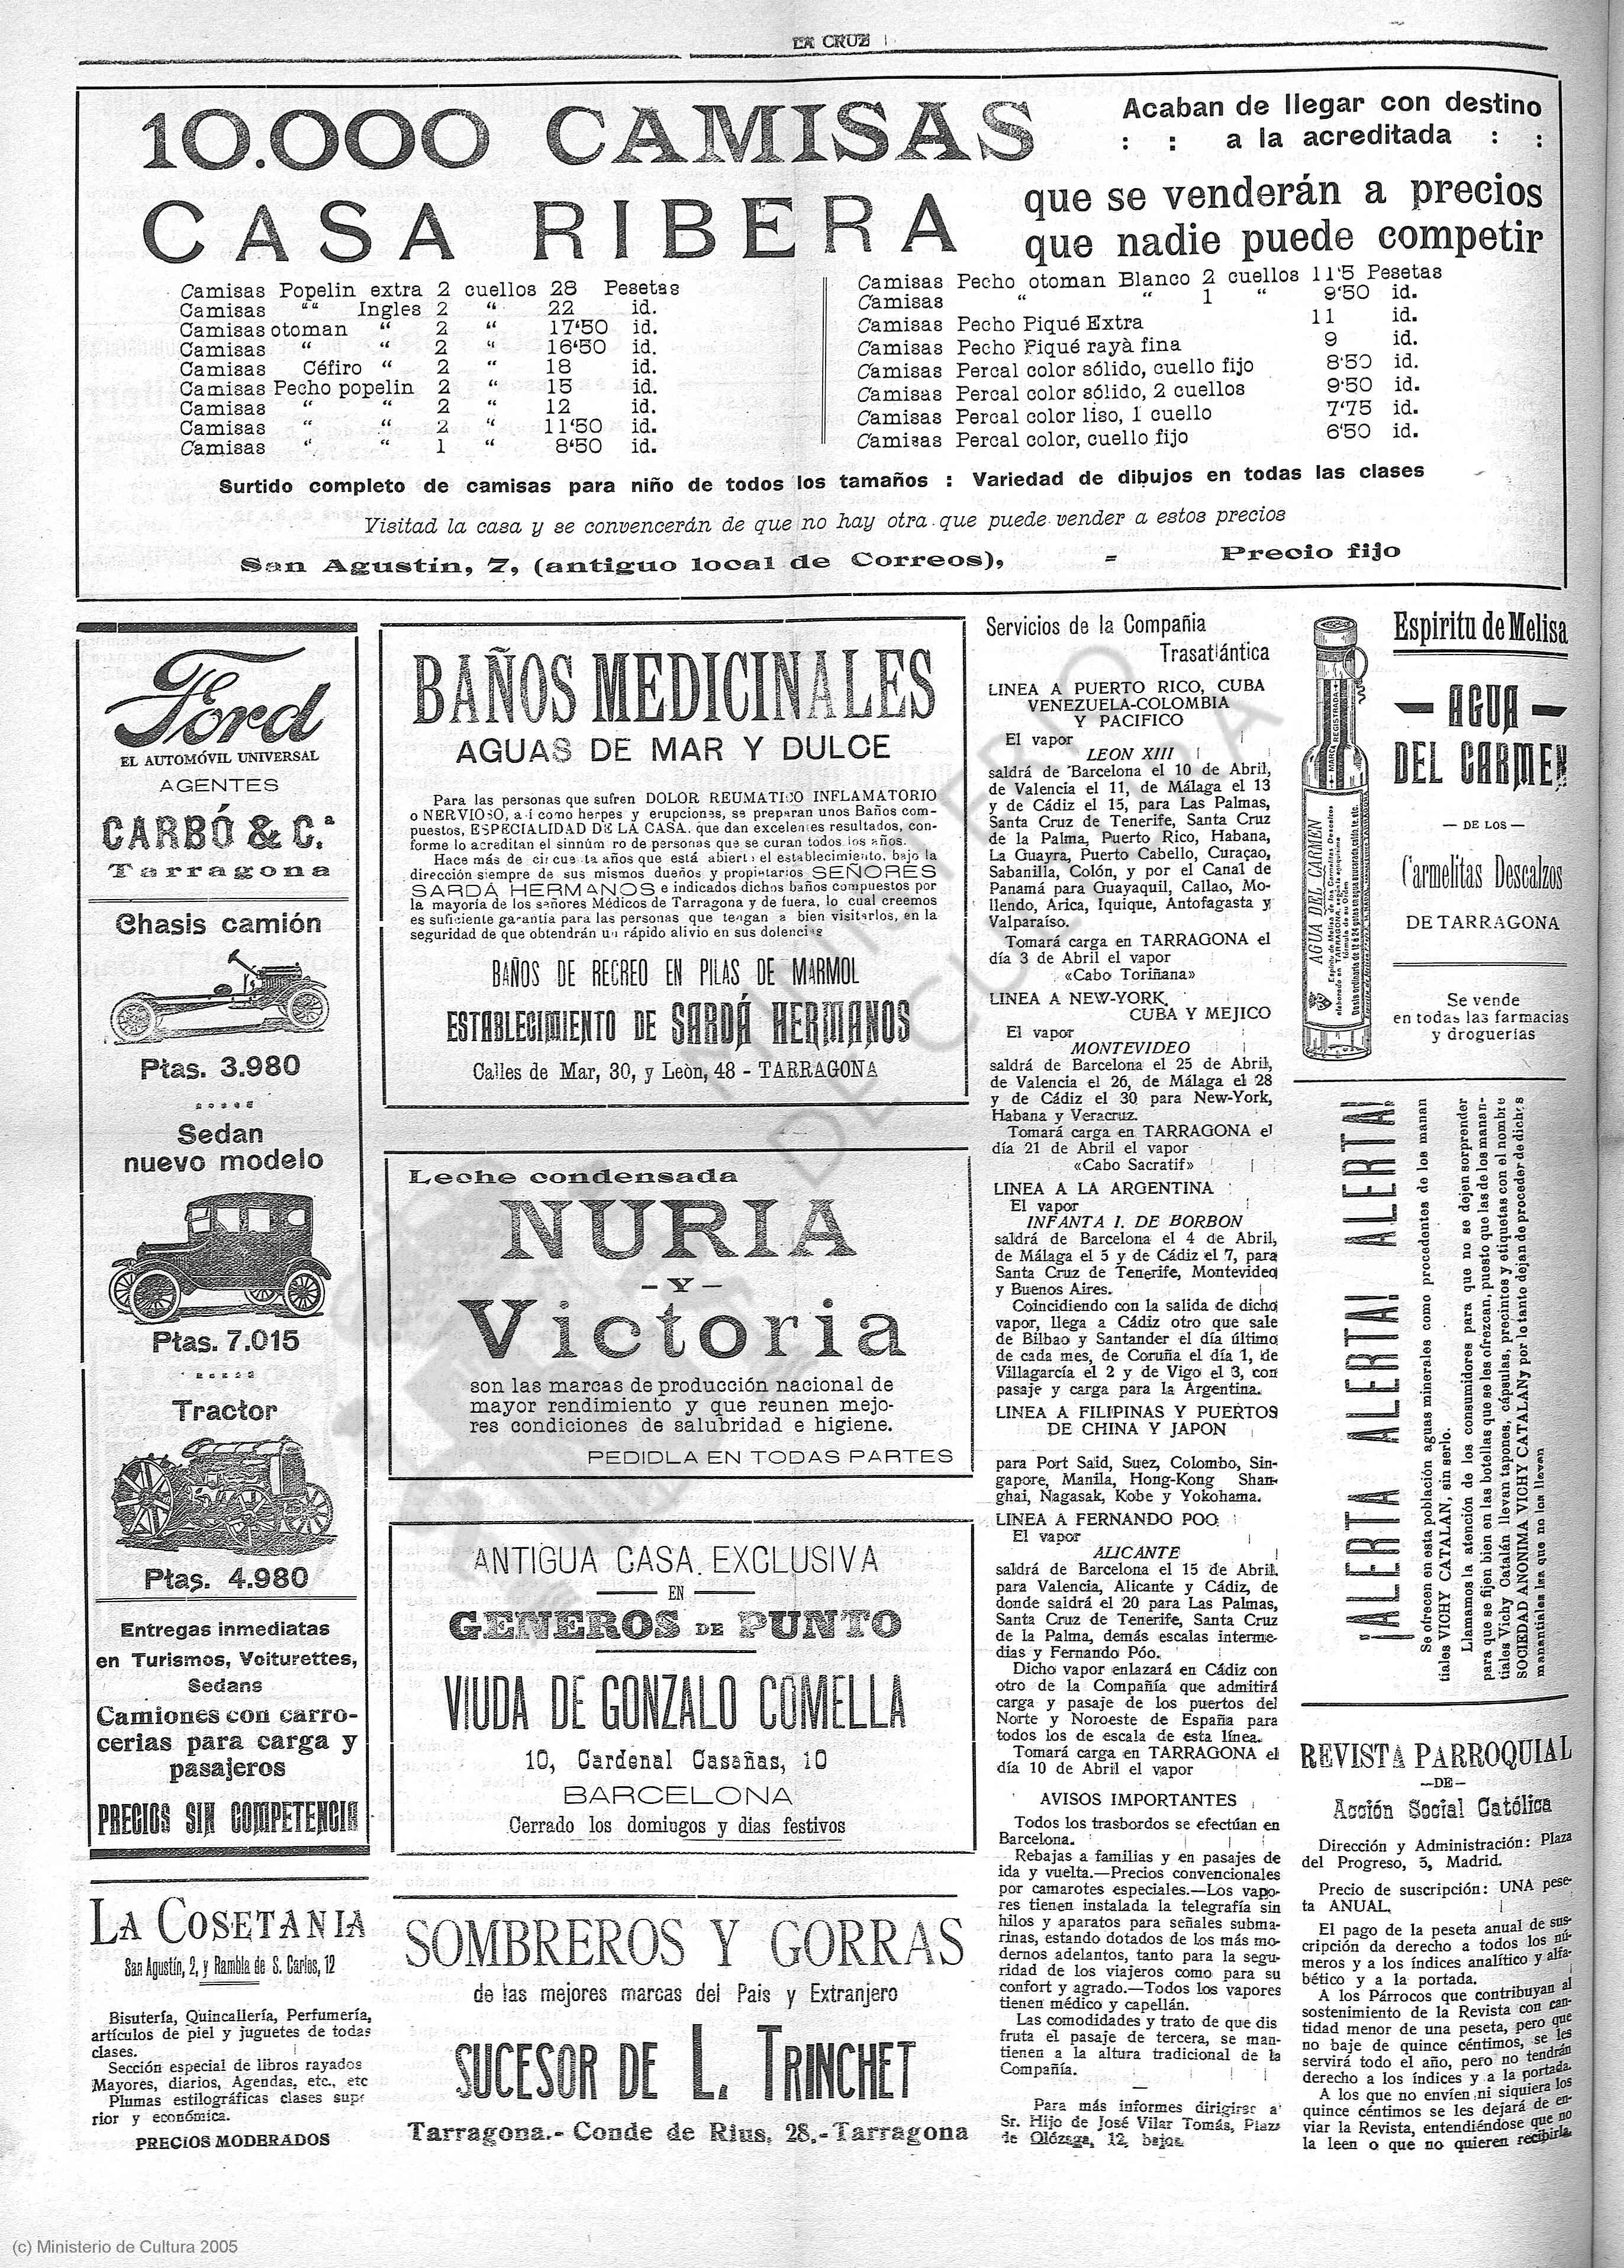 LA CRUZ
10.000 CAMISAS
Acaban de llegar con destino
: : a la acreditada : :
CASA RIBERA
que se venderán a precios
que nadie puede competir
Camisas Popelin extra 2 cuellos 28 Pesetas
Camisas “ “ Ingles 2 “ 22 id.
Camisas otoman “ 2 “ 17‘50 id.
Camisas “ “ 2 “ 16‘50 id.
Camisas Céfiro “ 2 “ 18 id.
Camisas Pecho popelin 2 “ 15 id.
Camisas “ “ 2 “ 12 id.
Camisas “ “ 2 “ 11‘50 id.
Camisas “ “ 1 “ 8‘50 id.
Camisas Pecho otoman Blanco 2 cuellos 11‘5 Pesetas
Camisas “ “ 1 “ 9‘50 id.
Camisas Pecho Piqué Extra 11 id.
Camisas Pecho Piqué rayà fina 9 id.
Camisas Percal color sólido, cuello fijo 8‘50 id.
Camisas Percal color sólido, 2 cuellos 9‘50 id.
Camisas Percal color liso, 1 cuello 7‘75 id.
Camisas Percal color, cuello fijo 6‘50 id.
Surtido completo de camisas para niño de todos los tamaños : Variedad de dibujos en todas las clases
Visitad la casa y se convencerán de que no hay otra que puede vender a estos precios
San Agustín, 7, (antiguo local de Correos), = Precio fijo
Ford
EL AUTOMÓVIL UNIVERSAL
AGENTES
CARBÓ & C.ª
Tarragona
Chasis camión
Ptas. 3.980
Sedan
nuevo modelo
Ptas. 7.015
Tractor
Ptas. 4.980
Entregas inmediatas
en Turismos, Voiturettes,
Sedans
Camiones con carro-
cerias para carga y
pasajeros
PRECIOS SIN COMPETENCIA
LA COSETANIA
San Agustín, 2, y Rambla de S. Carlos, 12
Bisutería, Quincallería, Perfumería,
artículos de piel y juguetes de todas
clases.
Sección especial de libros rayados
Mayores, diarios, Agendas, etc., etc
Plumas estilográficas clases supe
rior y económica.
PRECIOS MODERADOS
BAÑOS MEDICINALES
AGUAS DE MAR Y DULCE
Para las personas que sufren DOLOR REUMATICO INFLAMATORIO
o NERVIOSO, a í como herpes y erupciones, se preparan unos Baños com-
puestos, ESPECIALIDAD DE LA CASA, que dan excelentes resultados, con-
forme lo acreditan el sinnúm ro de personas que se curan todos los años.
Hace más de cin cue ta años que está abierto el establecimiento, bajo la
dirección siempre de sus mismos dueños y propietarios SEÑORES
SARDÁ HERMANOS e indicados dichos baños compuestos por
la mayoría de los señores Médicos de Tarragona y de fuera, lo cual creemos
es suficiente garantía para las personas que tengan a bien visitarlos, en la
seguridad de que obtendrán un rápido alivio en sus dolencias
BAÑOS DE RECREO EN PILAS DE MARMOL
ESTABLECIMIENTO DE SARDÁ HERMANOS
Calles de Mar, 30, y Leòn, 48 - TARRAGONA
Leche condensada
NURIA
- Y -
Victoria
son las marcas de producción nacional de
mayor rendimiento y que reunen mejo-
res condiciones de salubridad e higiene.
PEDIDLA EN TODAS PARTES
ANTIGUA CASA EXCLUSIVA
EN
GENEROS DE PUNTO
VIUDA DE GONZALO COMELLA
10, Cardenal Casañas, 10
BARCELONA
Cerrado los domingos y dias festivos
SOMBREROS Y GORRAS
de las mejores marcas del Pais y Extranjero
SUCESOR DE L. TRINCHET
Tarragona.- Conde de Rius, 28.-Tarragona
Servicios de la Compañia
Trasatlántica
LINEA A PUERTO RICO, CUBA
VENEZUELA-COLOMBIA
Y PACIFICO
El vapor
LEON XIII
saldrá de Barcelona el 10 de Abril,
de Valencia el 11, de Málaga el 13
y de Cádiz el 15, para Las Palmas,
Santa Cruz de Tenerife, Santa Cruz
de la Palma, Puerto Rico, Habana,
La Guayra, Puerto Cabello, Curaçao,
Sabanilla, Colón, y por el Canal de
Panamá para Guayaquil, Callao, Mo-
llendo, Arica, Iquique, Antofagasta y
Valparaíso.
Tomará carga en TARRAGONA el
día 3 de Abril el vapor
«Cabo Toriñana»
LINEA A NEW-YORK,
CUBA Y MEJICO
El vapor
MONTEVIDEO
saldrá de Barcelona el 25 de Abril,
de Valencia el 26, de Málaga el 28
y de Cádiz el 30 para New-York,
Habana y Veracruz.
Tomará carga en TARRAGONA el
día 21 de Abril el vapor
«Cabo Sacratif»
LINEA A LA ARGENTINA
El vapor
INFANTA I. DE BORBON
saldrá de Barcelona el 4 de Abril,
de Málaga el 5 y de Cádiz el 7, para
Santa Cruz de Tenerife, Montevideo
y Buenos Aires.
Coincidiendo con la salida de dicho
vapor, llega a Cádiz otro que sale
de Bilbao y Santander el día último
de cada mes, de Coruña el día 1, de
Villagarcía el 2 y de Vigo el 3, con
pasaje y carga para la Argentina.
LINEA A FILIPINAS Y PUERTOS
DE CHINA Y JAPON
para Port Said, Suez, Colombo, Sin-
gapore, Manila, Hong-Kong Shan-
ghai, Nagasak, Kobe y Yokohama.
LINEA A FERNANDO POO
El vapor
ALICANTE
saldrá de Barcelona el 15 de Abril,
para Valencia, Alicante y Cádiz, de
donde saldrá el 20 para Las Palmas,
Santa Cruz de Tenerife, Santa Cruz
de la Palma, demás escalas interme-
dias y Fernando Póo.
Dicho vapor enlazará en Cádiz con
otro de la Compañía que admitirá
carga y pasaje de los puertos del
Norte y Noroeste de España para
todos los de escala de esta línea.
Tomará carga en TARRAGONA el
día 10 de Abril el vapor
AVISOS IMPORTANTES
Todos los trasbordos se efectúan en
Barcelona.
Rebajas a familias y en pasajes de
ida y vuelta.—Precios convencionales
por camarotes especiales.—Los vapo-
res tienen instalada la telegrafía sin
hilos y aparatos para señales subma-
rinas, estando dotados de los más mo-
dernos adelantos, tanto para la segu-
ridad de los viajeros como para su
confort y agrado.—Todos los vapores
tienen médico y capellán.
Las comodidades y trato de que dis
fruta el pasaje de tercera, se man-
tienen a la altura tradicional de la
Compañía.
Para más informes dirigirse a
Sr. Hijo de José Vilar Tomás, Plaza
de Olózaga, 12, bajos
MARCA REGISTRADA
AGUA DEL CARMEN
Espiritu de Melisa
— AGUA —
DEL CARMEN
— DE LOS —
Carmelitas Descalzos
DE TARRAGONA
Se vende
en todas las farmacias
y droguerías
¡ALERTA ALERTA! ALERTA!
Se ofrecen en esta población aguas minerales como procedentes de los manan
tiales VICHY CATALAN, sin serlo.
Llamamos la atención de los consumidores para que no se dejen sorprender
para que se fijen bien en las botellas que se les ofrezcan, puesto que las de los manan-
tiales Vichy Catalán llevan tapones, cápsulas, precintos y etiquetas con el nombre
SOCIEDAD ANONIMA VICHY CATALAN y por lo tanto dejan de proceder de dichos
manantiales las que no los llevan
REVISTA PARROQUIAL
—DE—
Acción Social Católica
Dirección y Administración: Plaza
del Progreso, 5, Madrid.
Precio de suscripción: UNA pese-
ta ANUAL.
El pago de la peseta anual de sus-
cripción da derecho a todos los nú-
meros y a los índices analítico y alfa-
bético y a la portada.
A los Párrocos que contribuyan al
sostenimiento de la Revista con can-
tidad menor de una peseta, pero que
no baje de quince céntimos, se les
servirá todo el año, pero no tendrán
derecho a los índices y a la portada.
A los que no envíen ni siquiera los
quince céntimos se les dejará de en-
viar la Revista, entendiéndose que no
la leen o que no quieren recibirla.
MINISTERIO
DE CULTURA
(c) Ministerio de Cultura 2005